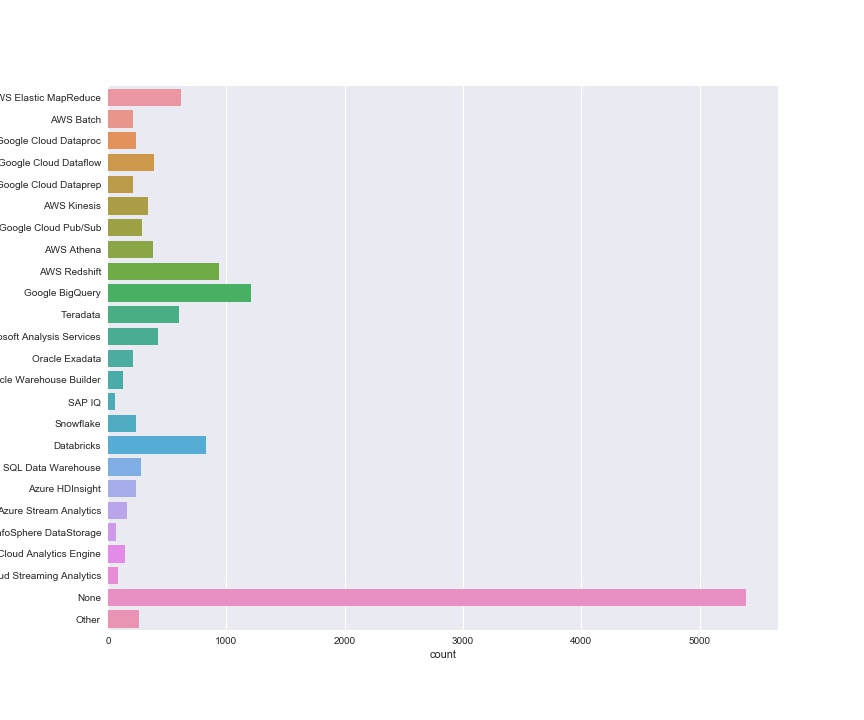 WS Elastic MapReduce
AWS Batch
Google Cloud Dataproc
Google Cloud Dataflow
Google Cloud Dataprep
AWS Kinesis
Google Cloud Pub/Sub
AWS Athena
AWS Redshift
Google BigQuery
Teradata
osoft Analysis Services
Oracle Exadata
cle Warehouse Builder
SAP IQ
Snowflake
Databricks
SQL Data Warehouse
Azure HDInsight
Azure Stream Analytics
nfoSphere DataStorage
Cloud Analytics Engine
ud Streaming Analytics
None
Other
0 1000 2000 3000 4000 5000
count